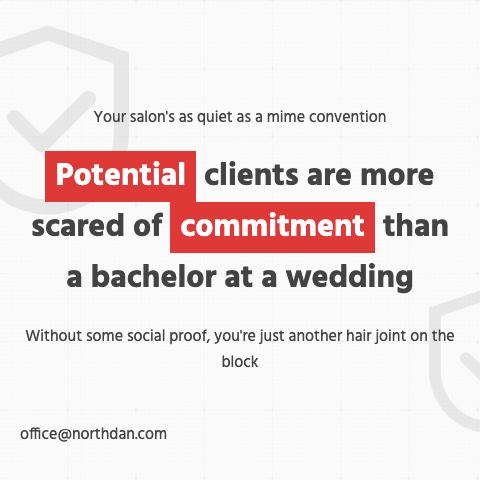 Your salon's as quiet as a mime convention
Potential clients are more
scared of commitment than
a bachelor at a wedding
Without some social proof, you're just another hair joint on the
block
office@northdan.com